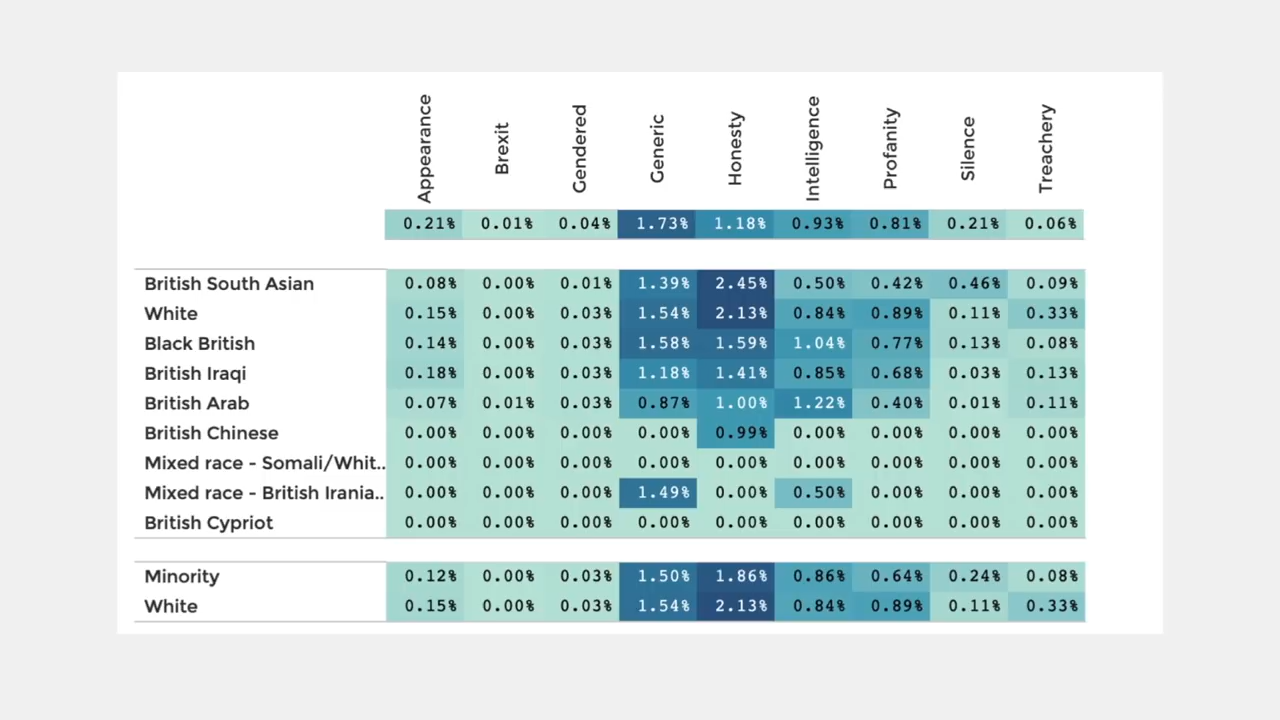 Appearance Brexit Gendered Generic Honesty Intelligence Profanity Silence Treachery
0.21% 0.01% 0.04% 1.73% 1.18% 0.93% 0.81% 0.21% 0.06%
British South Asian 0.08% 0.00% 0.01% 1.39% 2.45% 0.50% 0.42% 0.46% 0.09%
White 0.15% 0.00% 0.03% 1.54% 2.13% 0.84% 0.89% 0.11% 0.33%
Black British 0.14% 0.00% 0.03% 1.58% 1.59% 1.04% 0.77% 0.13% 0.08%
British Iraqi 0.18% 0.00% 0.03% 1.18% 1.41% 0.85% 0.68% 0.03% 0.13%
British Arab 0.07% 0.01% 0.03% 0.87% 1.00% 1.22% 0.40% 0.01% 0.11%
British Chinese 0.00% 0.00% 0.00% 0.00% 0.99% 0.00% 0.00% 0.00% 0.00%
Mixed race - Somali/Whit.. 0.00% 0.00% 0.00% 0.00% 0.00% 0.00% 0.00% 0.00% 0.00%
Mixed race - British Irania.. 0.00% 0.00% 0.00% 1.49% 0.00% 0.50% 0.00% 0.00% 0.00%
British Cypriot 0.00% 0.00% 0.00% 0.00% 0.00% 0.00% 0.00% 0.00% 0.00%
Minority 0.12% 0.00% 0.03% 1.50% 1.86% 0.86% 0.64% 0.24% 0.08%
White 0.15% 0.00% 0.03% 1.54% 2.13% 0.84% 0.89% 0.11% 0.33%